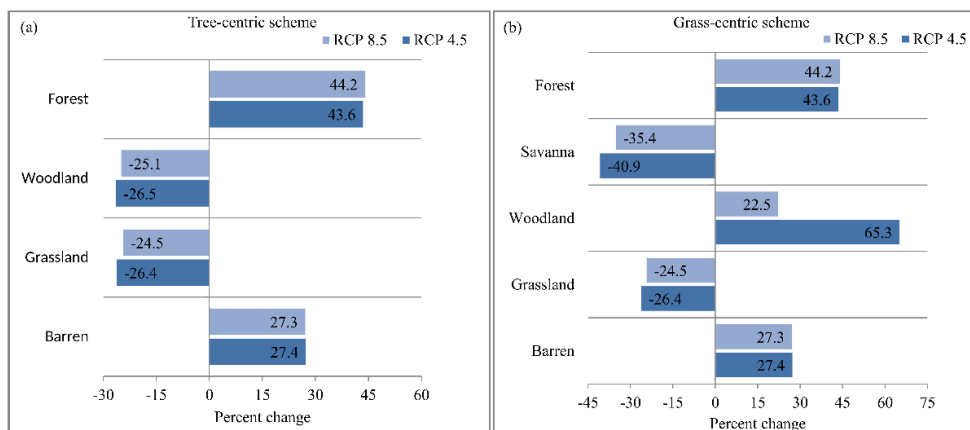 (a)
Tree-centric scheme
RCP 8.5 RCP 4.5
Forest
44.2
43.6
Woodland
-25.1
-26.5
Grassland
-24.5
-26.4
Barren
27.3
27.4
-30 -15 0 15 30 45 60
Percent change
(b)
Grass-centric scheme
RCP 8.5 RCP 4.5
Forest
44.2
43.6
Savanna
-35.4
-40.9
Woodland
22.5
65.3
Grassland
-24.5
-26.4
Barren
27.3
27.4
-45 -30 -15 0 15 30 45 60 75
Percent change